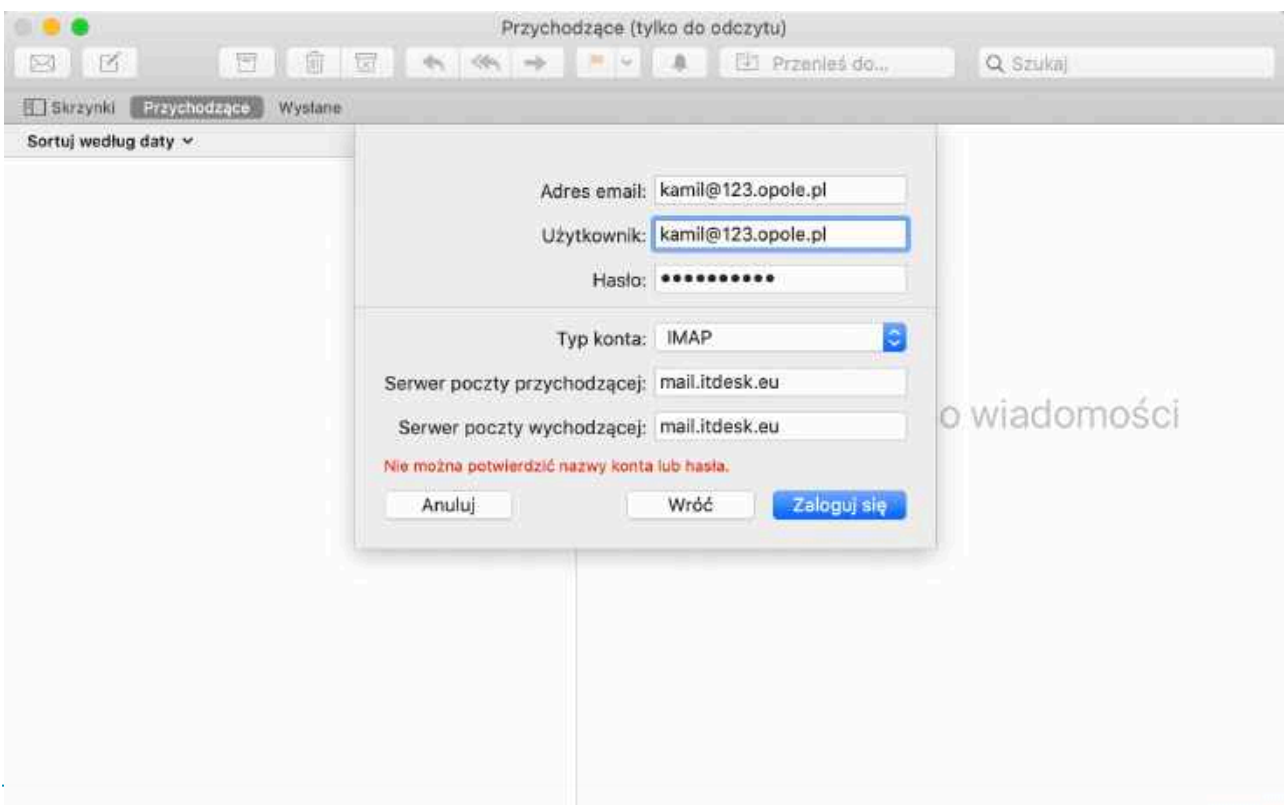 Przychodzące (tylko do odczytu)
Przenieś do...
Szukaj
Skrzynki Przychodzące Wysłane
Sortuj według daty
Adres email: kamil@123.opole.pl
Użytkownik: kamil@123.opole.pl
Hasło: ••••••••••
Typ konta: IMAP
Serwer poczty przychodzącej: mail.itdesk.eu
o wiadomości
Serwer poczty wychodzącej: mail.itdesk.eu
Nie można potwierdzić nazwy konta lub hasła.
Anuluj Wróć Zaloguj się